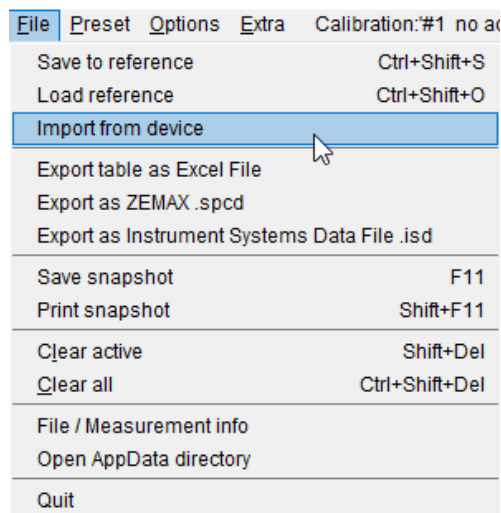 File Preset Options Extra Calibration:'#1 no
Save to reference Ctrl+Shift+S
Load reference Ctrl+Shift+O
Import from device
Export table as Excel File
Export as ZEMAX .spcd
Export as Instrument Systems Data File .isd
Save snapshot F11
Print snapshot Shift+F11
Clear active Shift+Del
Clear all Ctrl+Shift+Del
File / Measurement info
Open AppData directory
Quit